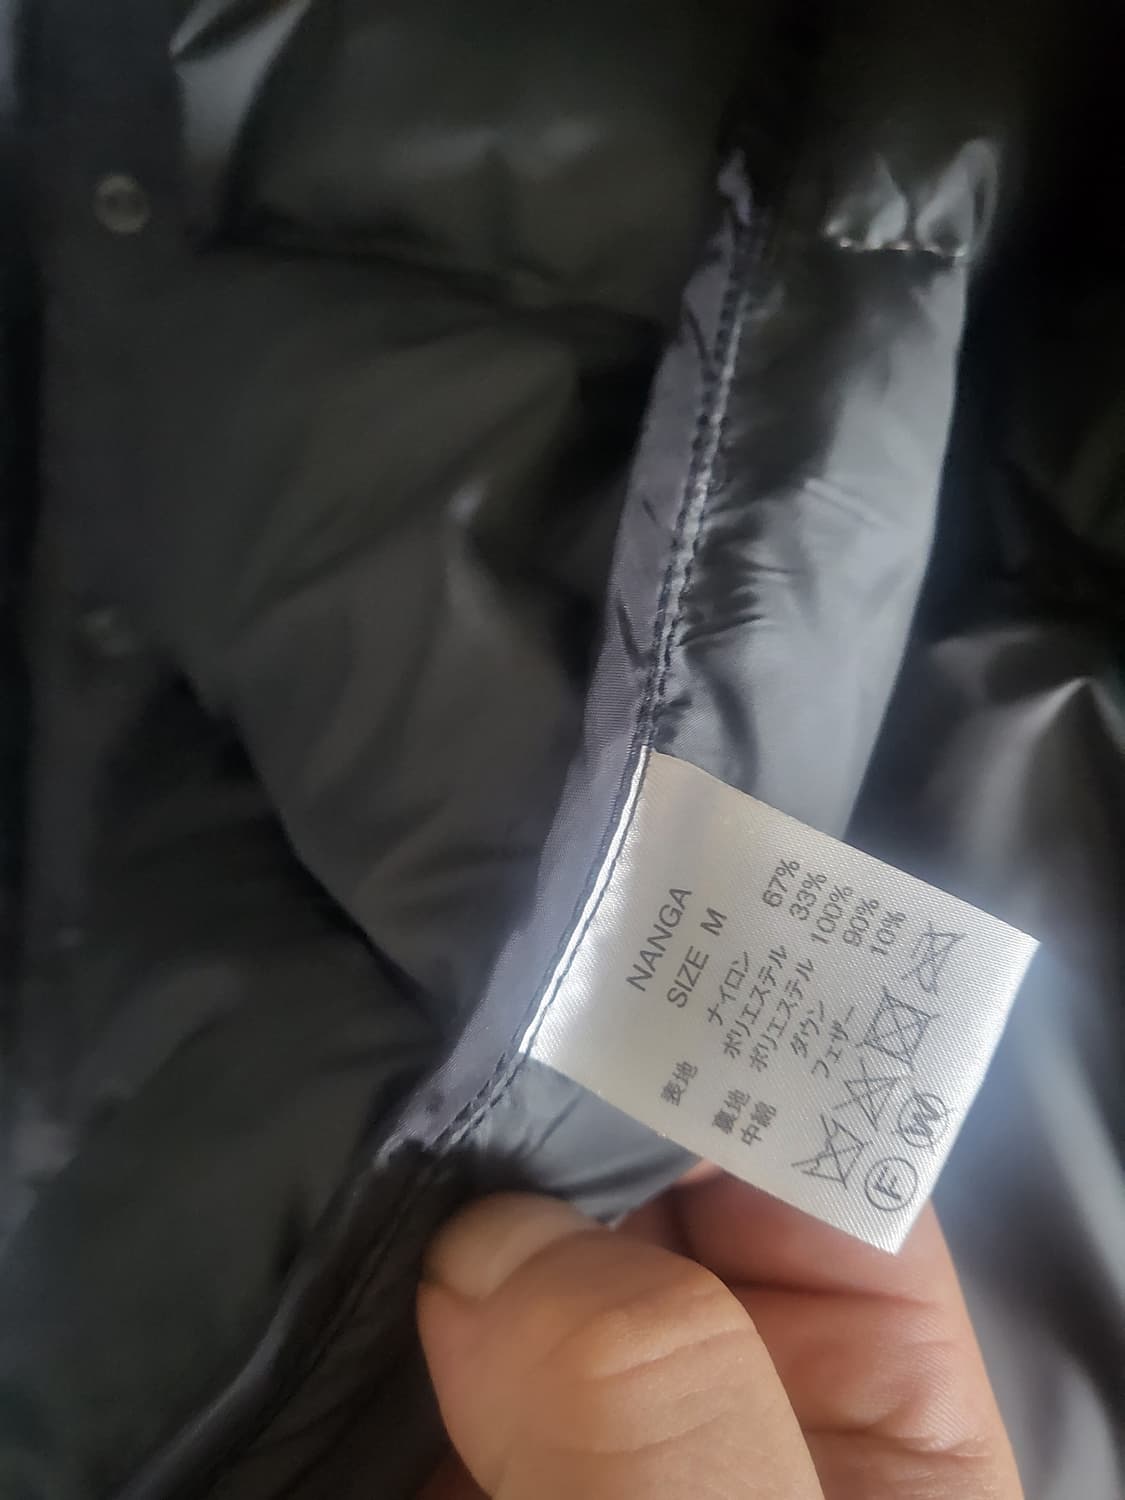 NANGA
SIZE M
表地 ナイロン 67%
ポリエステル 33%
裏地 ポリエステル 100%
中綿 ダウン 90%
フェザー 10%
F W